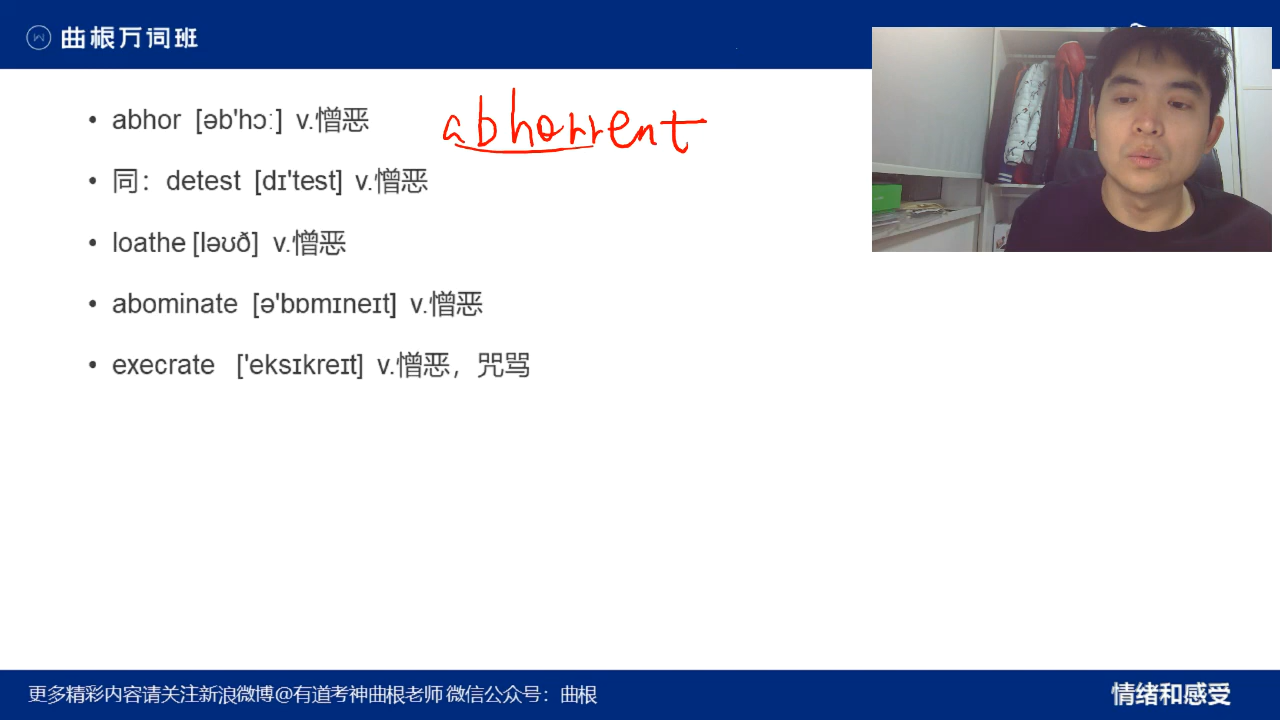 曲根万词班
• abhor [əb'hɔː] v.憎恶 abhorrent
• 同：detest [dɪ'test] v.憎恶
• loathe [ləʊð] v.憎恶
• abominate [ə'bɒmɪneɪt] v.憎恶
• execrate ['eksɪkreɪt] v.憎恶，咒骂
更多精彩内容请关注新浪微博@有道考神曲根老师 微信公众号：曲根
情绪和感受